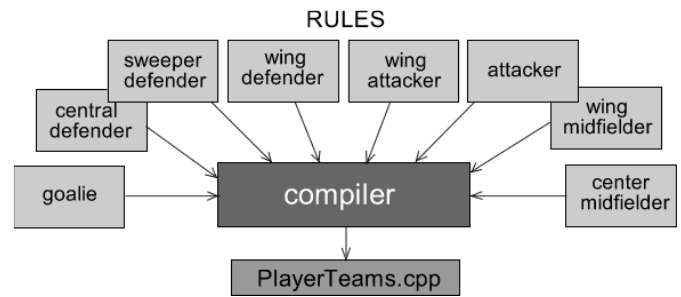 RULES
sweeper
defender
wing
defender
wing
attacker
attacker
central
defender
wing
midfielder
goalie
compiler
center
midfielder
PlayerTeams.cpp